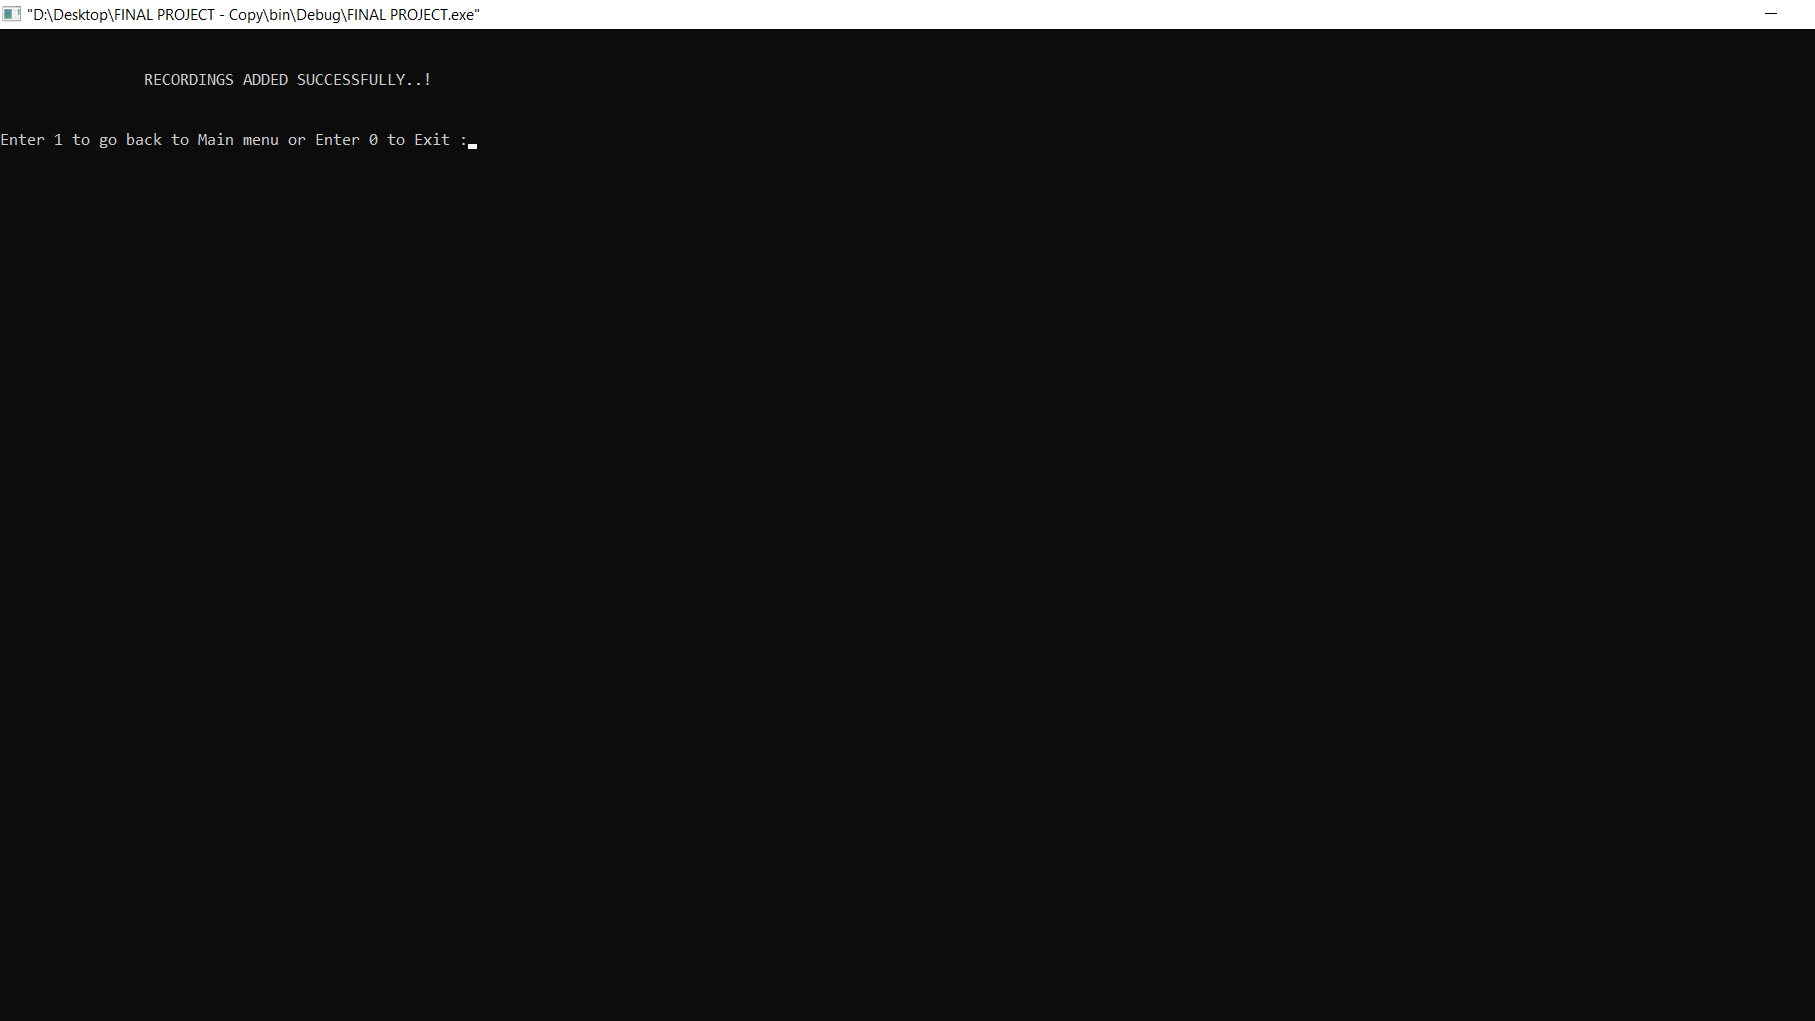 "D:\Desktop\FINAL PROJECT - Copy\bin\Debug\FINAL PROJECT.exe"
RECORDINGS ADDED SUCCESSFULLY..!
Enter 1 to go back to Main menu or Enter 0 to Exit :